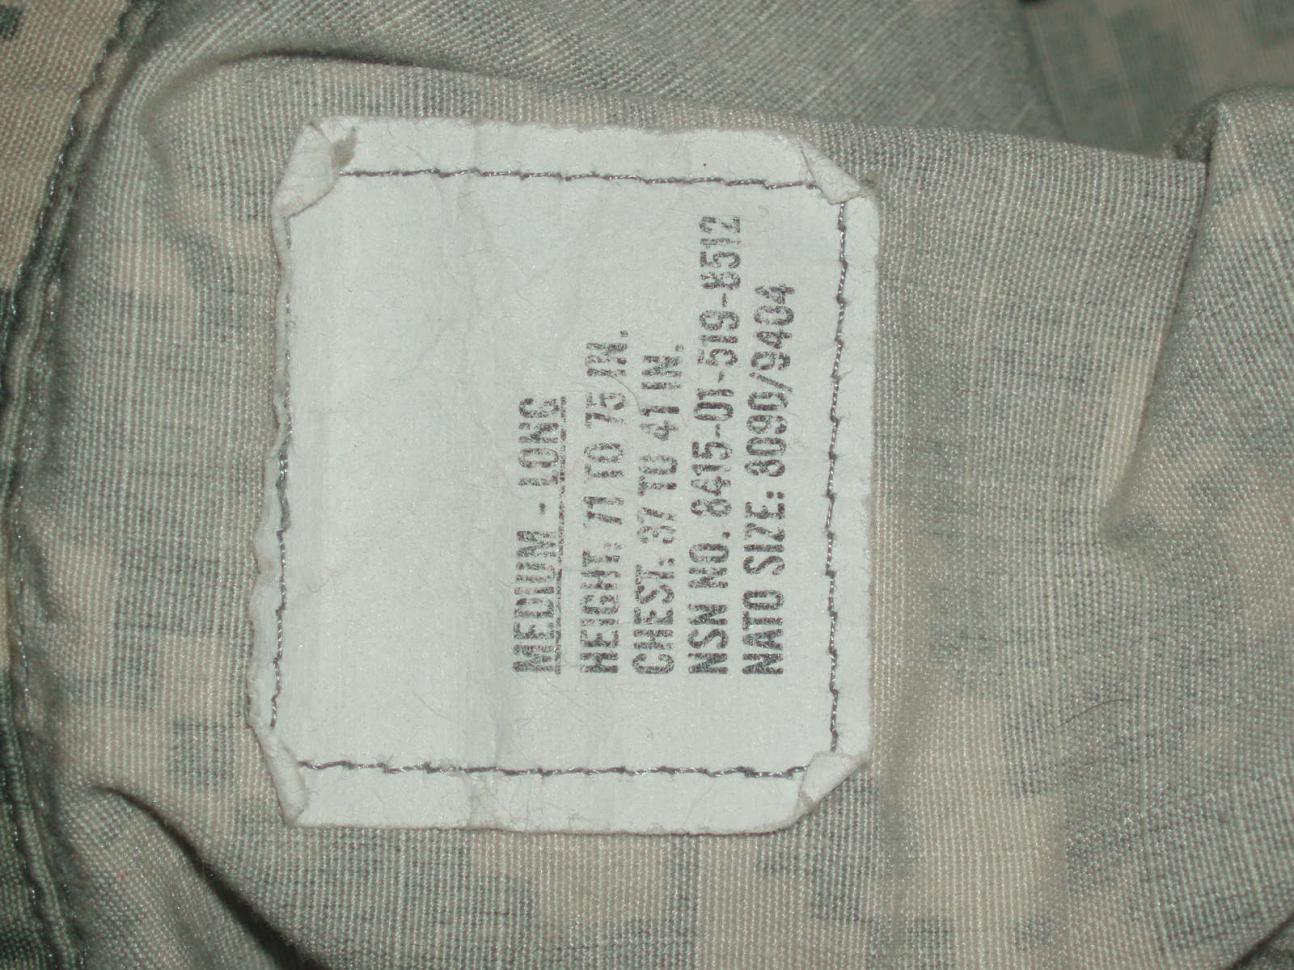 MEDIUM - LONG
HEIGHT: 71 TO 75 IN.
CHEST: 37 TO 41 IN.
NSN NO. 8415-01-519-8512
NATO SIZE: 8090/9404